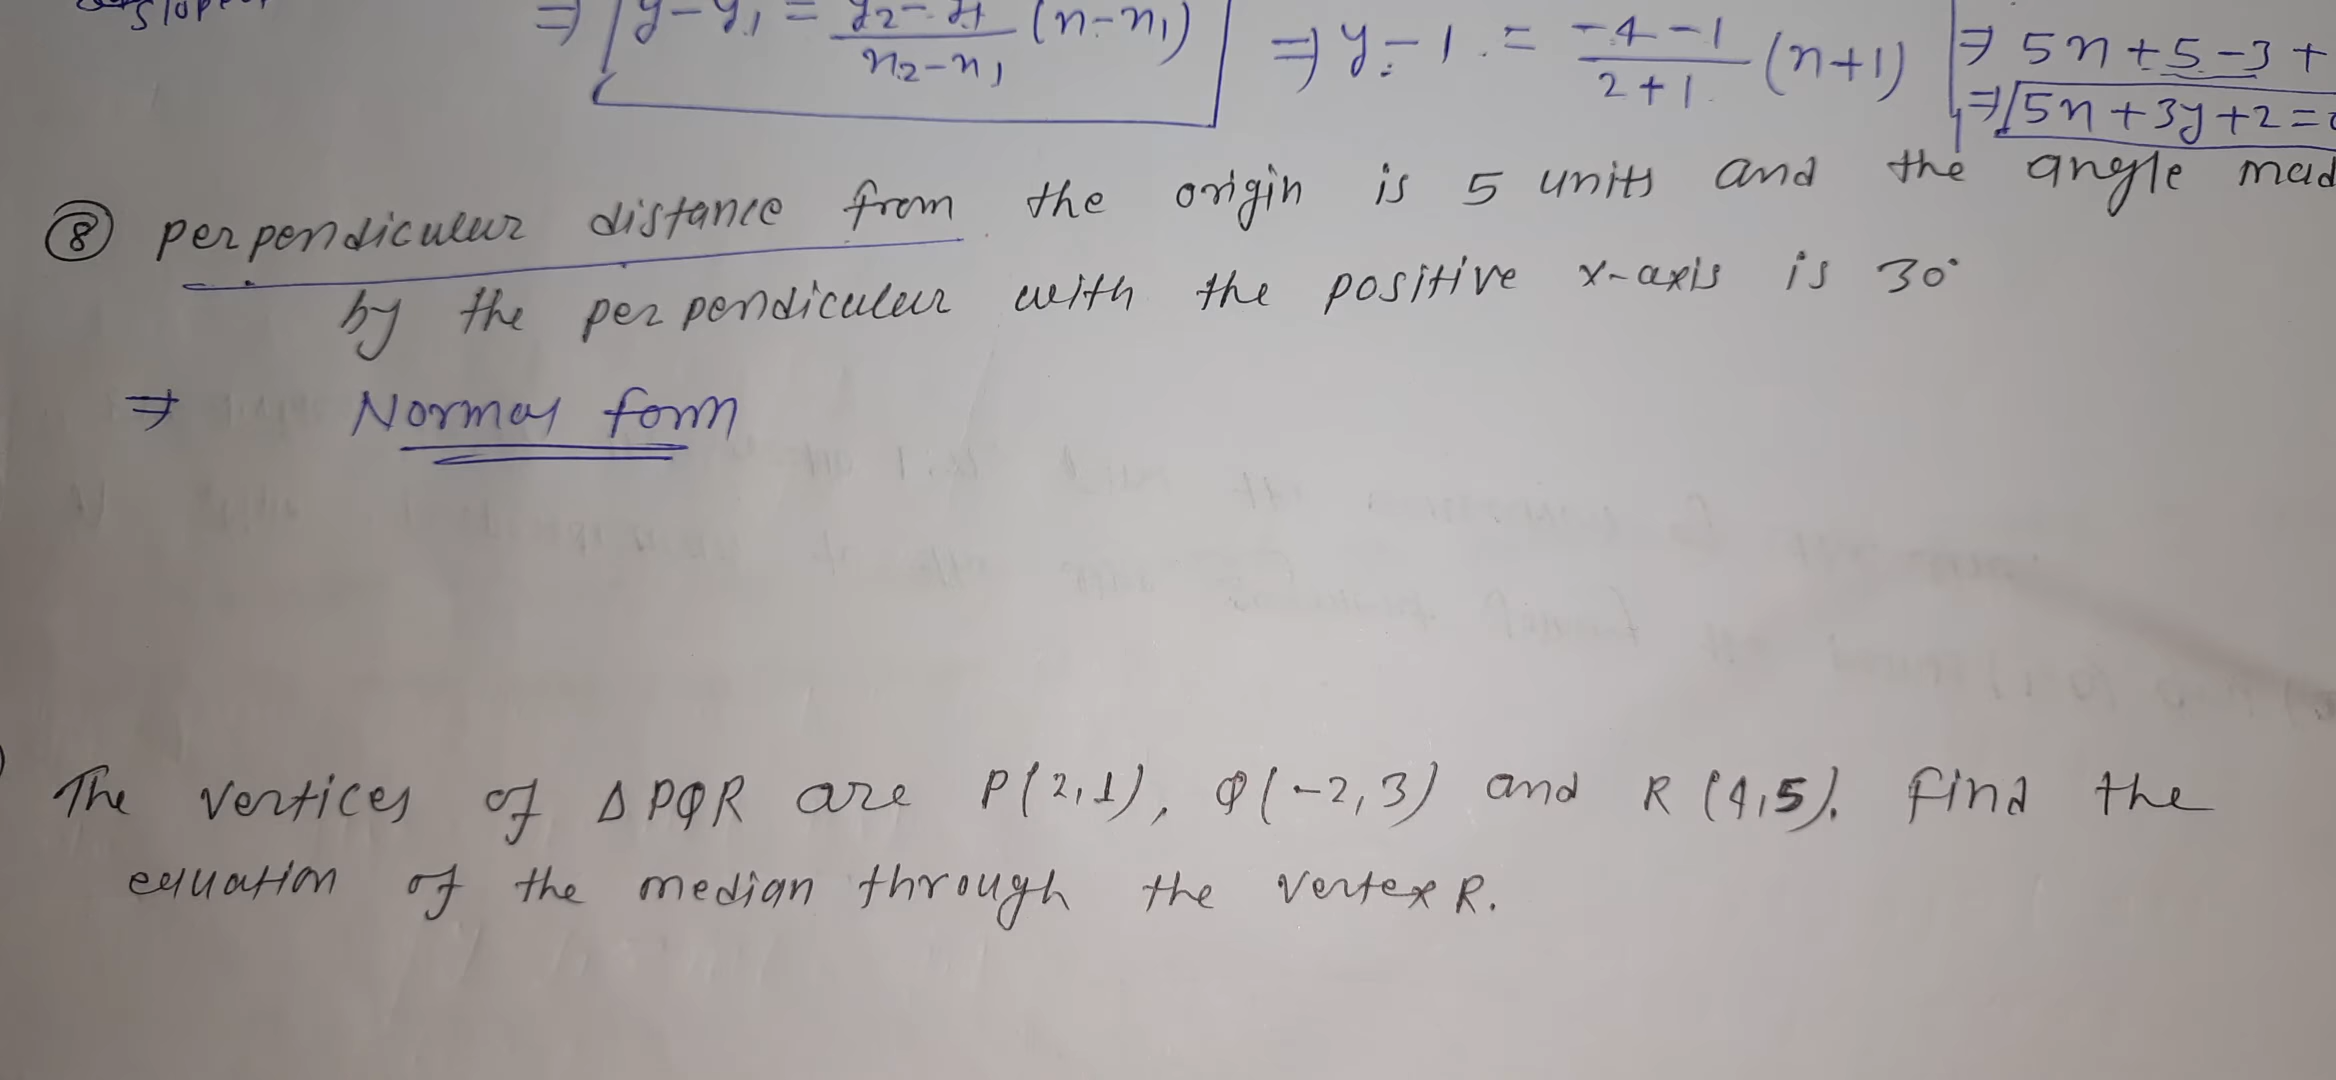 slope
⇒ y-y₁ = y₂-y₁/x₂-x₁ (x-x₁) ⇒ y-1 = -4-1/2+1 (x+1) ⇒ 5x+5-3+
⇒ 5x+3y+2=
⑧ perpendicular distance from the origin is 5 units and the angle mad
by the perpendicular with the positive x-axis is 30°
⇒ Normal form
The vertices of Δ PQR are P(2,1), Q(-2,3) and R (4,5). find the
equation of the median through the vertex R.